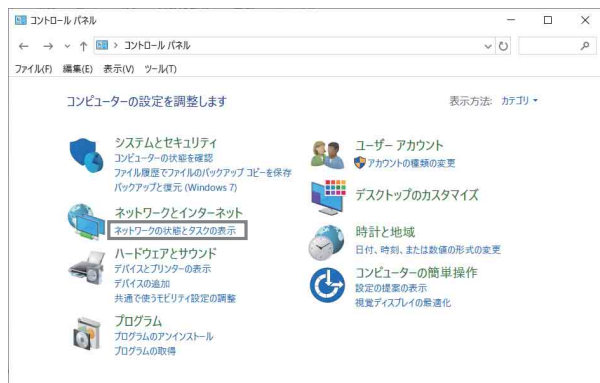 コントロール パネル
コントロール パネル
ファイル(F) 編集(E) 表示(V) ツール(T)
コンピューターの設定を調整します
表示方法: カテゴリ
システムとセキュリティ
コンピューターの状態を確認
ファイル履歴でファイルのバックアップ コピーを保存
バックアップと復元 (Windows 7)
ネットワークとインターネット
ネットワークの状態とタスクの表示
ハードウェアとサウンド
デバイスとプリンターの表示
デバイスの追加
共通で使うモビリティ設定の調整
プログラム
プログラムのアンインストール
プログラムの取得
ユーザー アカウント
アカウントの種類の変更
デスクトップのカスタマイズ
時計と地域
日付、時刻、または数値の形式の変更
コンピューターの簡単操作
設定の提案の表示
視覚ディスプレイの最適化